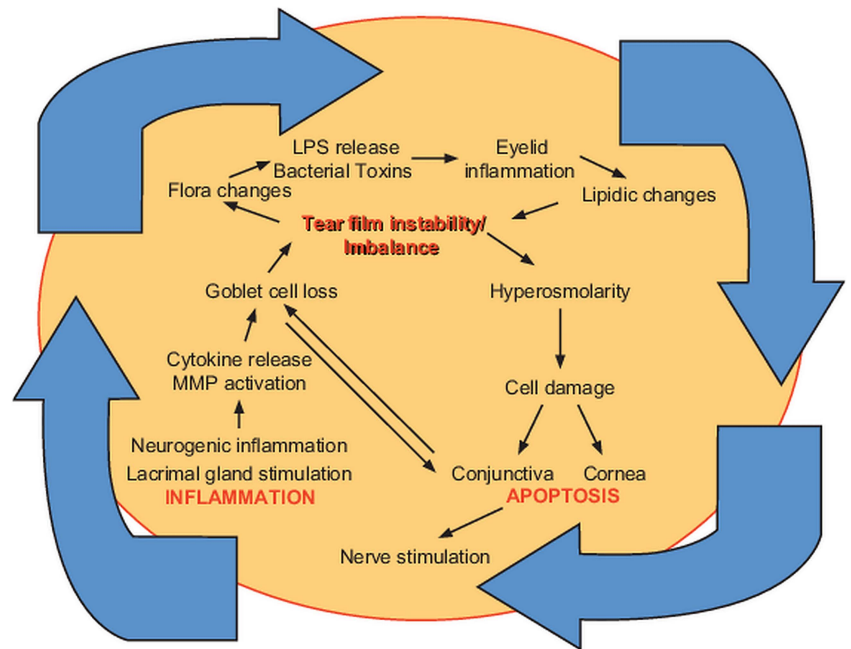 LPS release
Bacterial Toxins
Eyelid
inflammation
Flora changes
Lipidic changes
Tear film instability/
Imbalance
Goblet cell loss
Hyperosmolarity
Cytokine release
MMP activation
Cell damage
Neurogenic inflammation
Lacrimal gland stimulation
INFLAMMATION
Conjunctiva
Cornea
APOPTOSIS
Nerve stimulation